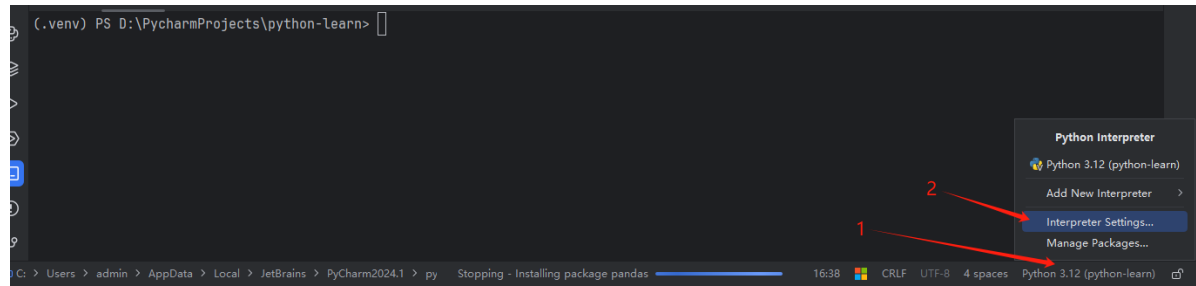 (.venv) PS D:\PycharmProjects\python-learn>
Python Interpreter
Python 3.12 (python-learn)
2
Add New Interpreter >
1
Interpreter Settings...
Manage Packages...
C: > Users > admin > AppData > Local > JetBrains > PyCharm2024.1 > py Stopping - Installing package pandas 16:38 CRLF UTF-8 4 spaces Python 3.12 (python-learn)